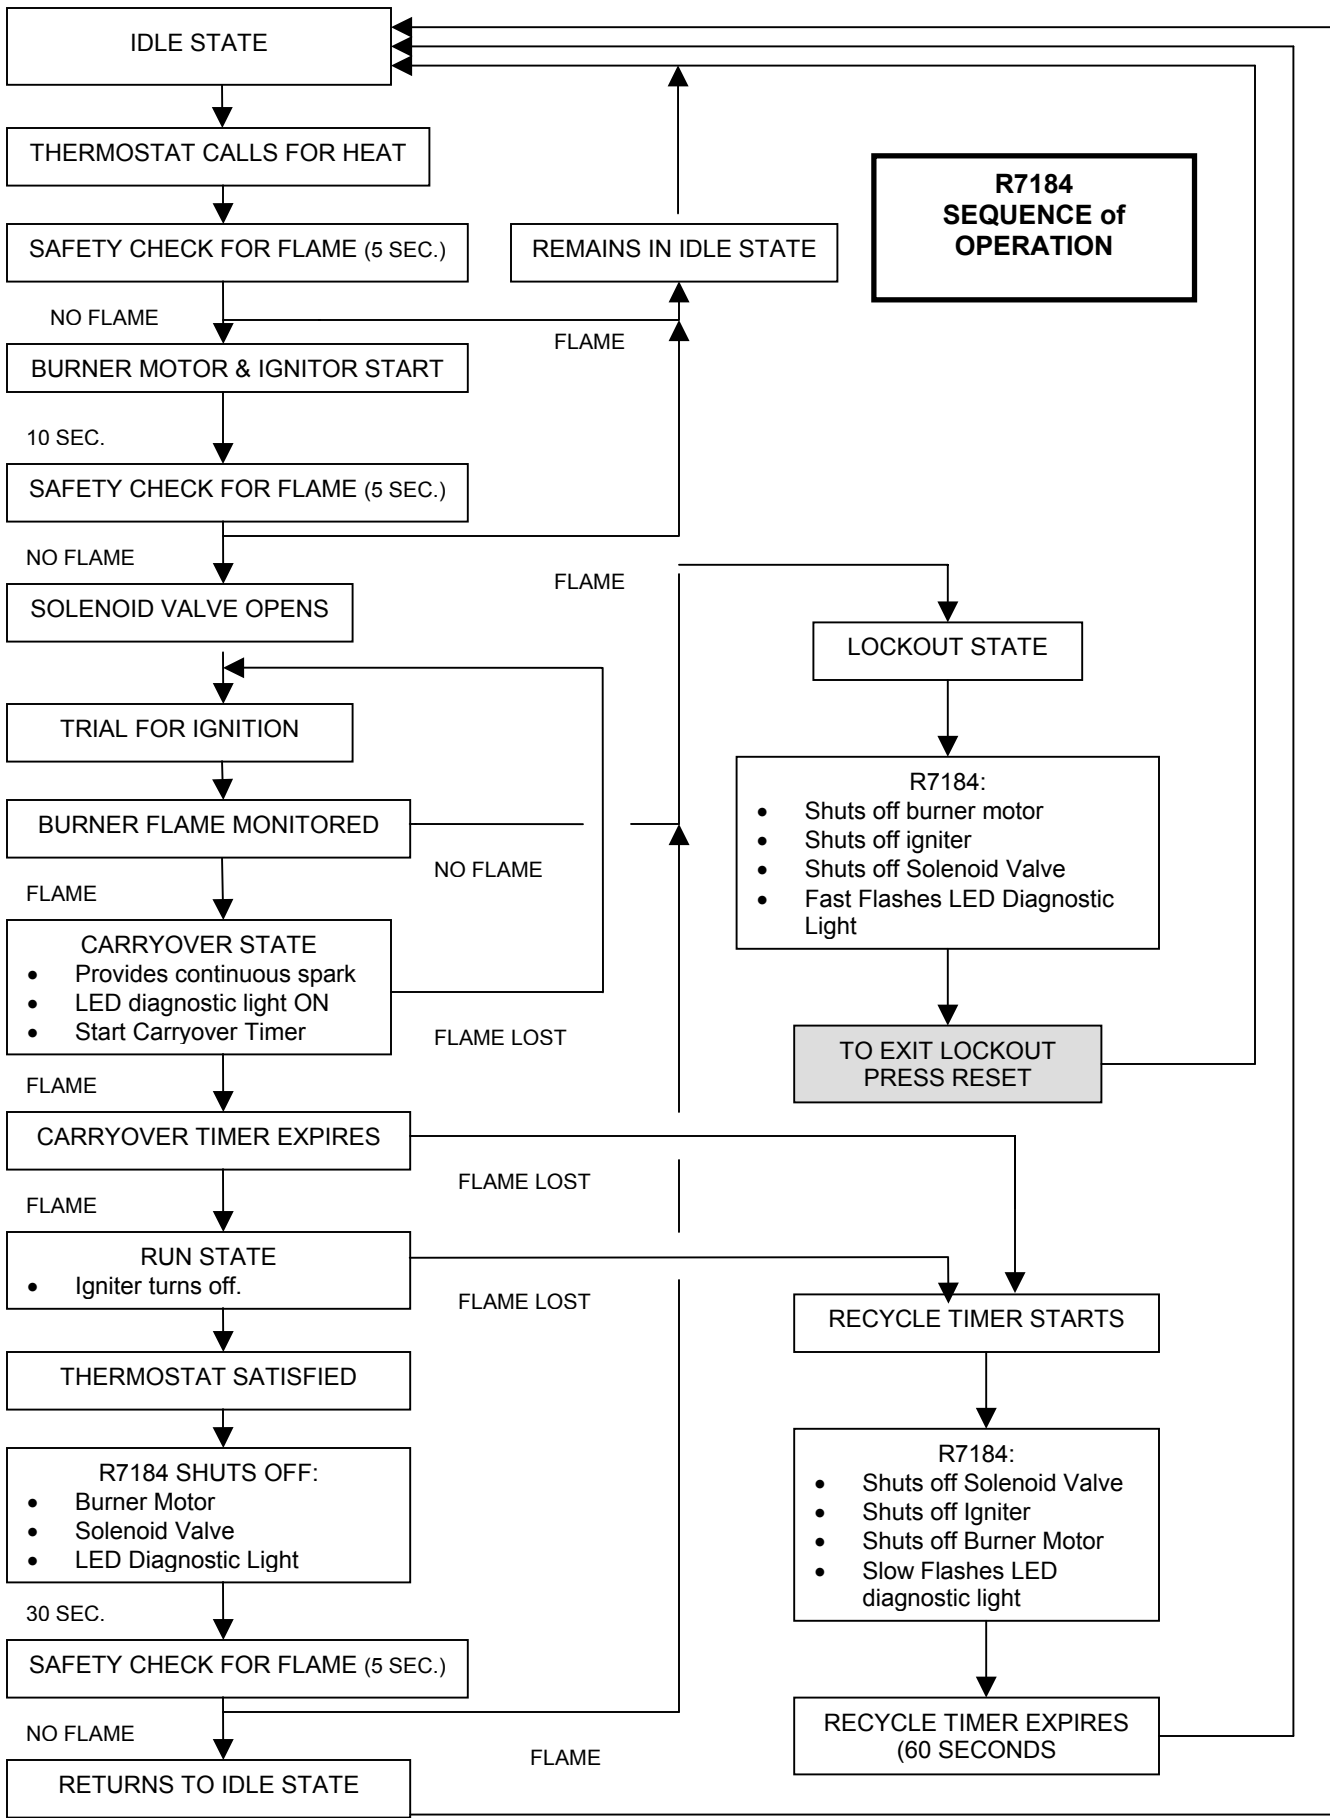 IDLE STATE
THERMOSTAT CALLS FOR HEAT
R7184
SEQUENCE of
OPERATION
SAFETY CHECK FOR FLAME (5 SEC.)
REMAINS IN IDLE STATE
NO FLAME
FLAME
BURNER MOTOR & IGNITOR START
10 SEC.
SAFETY CHECK FOR FLAME (5 SEC.)
NO FLAME
FLAME
SOLENOID VALVE OPENS
LOCKOUT STATE
TRIAL FOR IGNITION
R7184:
• Shuts off burner motor
• Shuts off igniter
• Shuts off Solenoid Valve
• Fast Flashes LED Diagnostic
Light
BURNER FLAME MONITORED
NO FLAME
FLAME
CARRYOVER STATE
• Provides continuous spark
• LED diagnostic light ON
• Start Carryover Timer
FLAME LOST
TO EXIT LOCKOUT
PRESS RESET
FLAME
CARRYOVER TIMER EXPIRES
FLAME LOST
FLAME
RUN STATE
• Igniter turns off.
FLAME LOST
RECYCLE TIMER STARTS
THERMOSTAT SATISFIED
R7184 SHUTS OFF:
• Burner Motor
• Solenoid Valve
• LED Diagnostic Light
R7184:
• Shuts off Solenoid Valve
• Shuts off Igniter
• Shuts off Burner Motor
• Slow Flashes LED
diagnostic light
30 SEC.
SAFETY CHECK FOR FLAME (5 SEC.)
RECYCLE TIMER EXPIRES
(60 SECONDS
NO FLAME
FLAME
RETURNS TO IDLE STATE